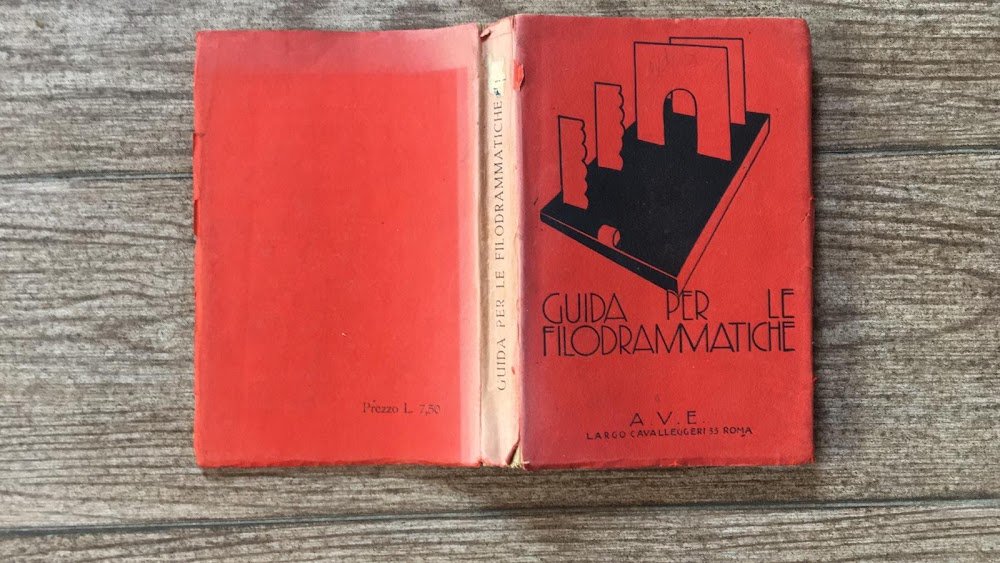 Prezzo L. 7,50
GUIDA PER LE FILODRAMMATICHE
GUIDA PER LE
FILODRAMMATICHE
A.V.E.
LARGO CAVALLEGGERI 33 ROMA